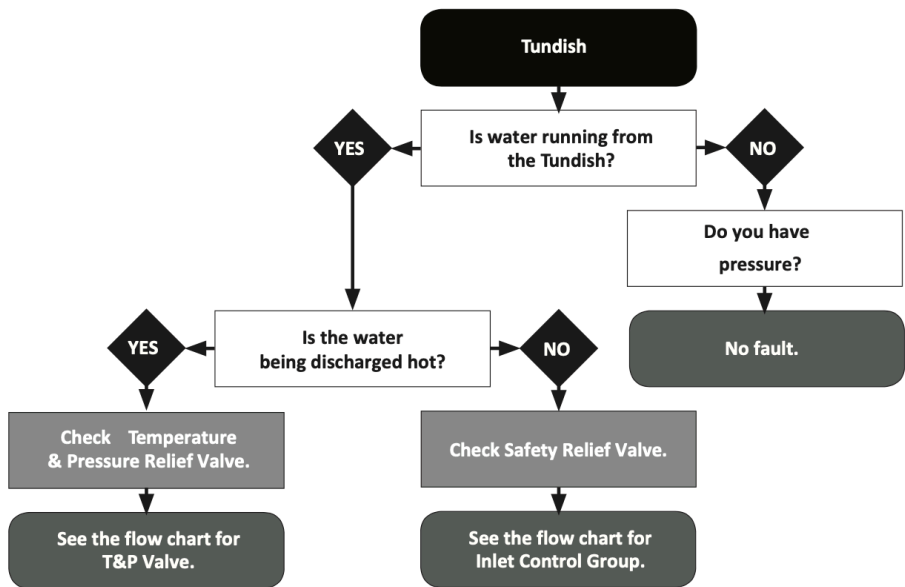 Tundish
Is water running from
the Tundish?
YES
NO
Do you have
pressure?
No fault.
Is the water
being discharged hot?
YES
NO
Check Temperature
& Pressure Relief Valve.
Check Safety Relief Valve.
See the flow chart for
T&P Valve.
See the flow chart for
Inlet Control Group.